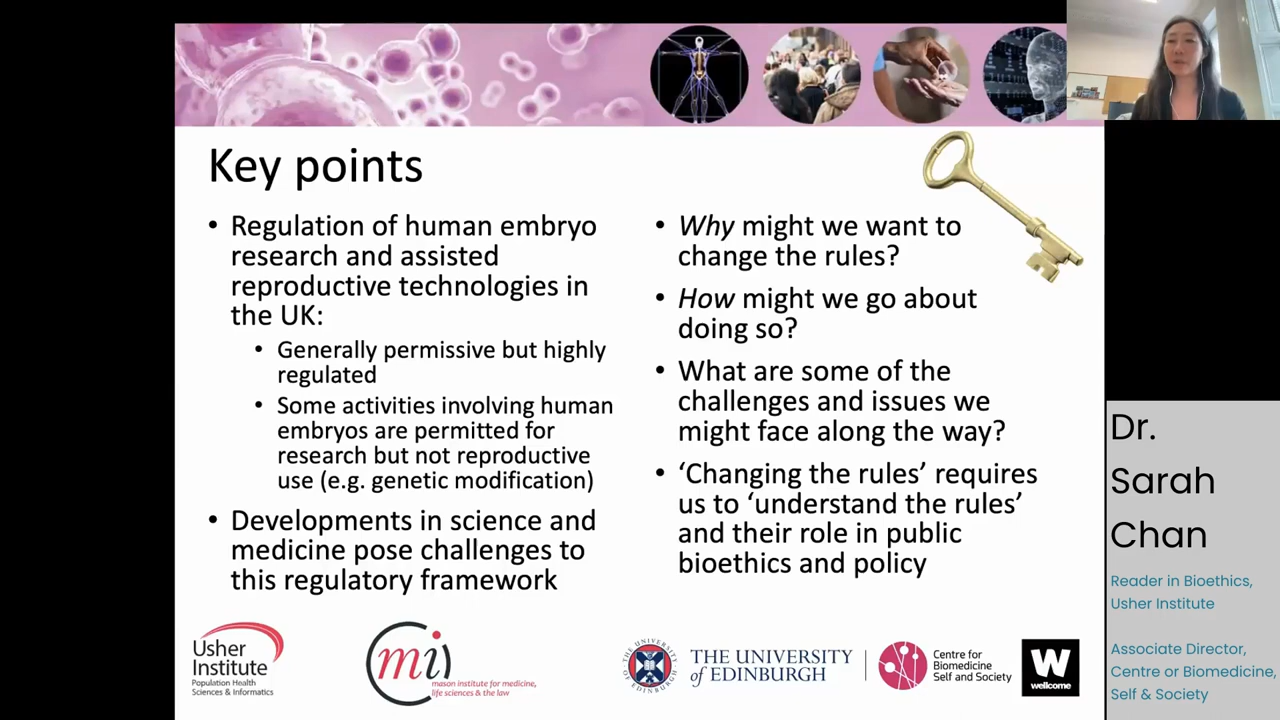 Key points
• Regulation of human embryo
research and assisted
reproductive technologies in
the UK:
• Generally permissive but highly
regulated
• Some activities involving human
embryos are permitted for
research but not reproductive
use (e.g. genetic modification)
• Developments in science and
medicine pose challenges to
this regulatory framework
• Why might we want to
change the rules?
• How might we go about
doing so?
• What are some of the
challenges and issues we
might face along the way?
• ‘Changing the rules’ requires
us to ‘understand the rules’
and their role in public
bioethics and policy
Usher
Institute
Population Health
Sciences & Informatics
mi
mason institute for medicine,
life sciences & the law
THE UNIVERSITY OF EDINBURGH
THE UNIVERSITY
of EDINBURGH
Centre for
Biomedicine
Self and Society
W
wellcome
Dr.
Sarah
Chan
Reader in Bioethics,
Usher Institute
Associate Director,
Centre or Biomedicine,
Self & Society